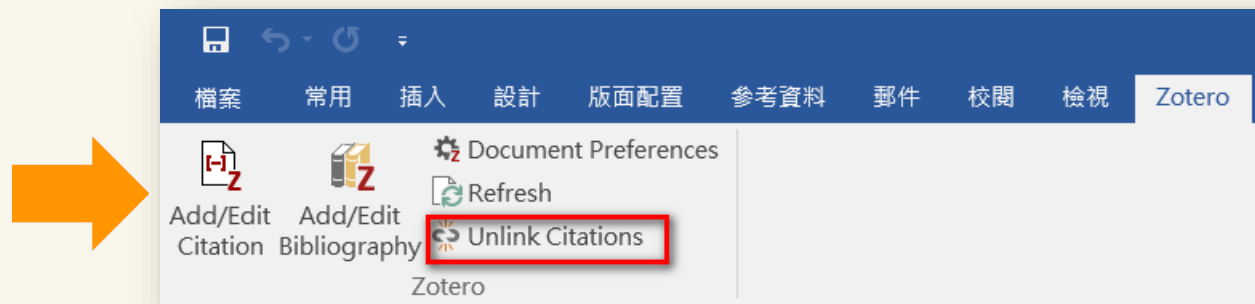 檔案 常用 插入 設計 版面配置 參考資料 郵件 校閱 檢視 Zotero
Add/Edit Citation
Add/Edit Bibliography
Document Preferences
Refresh
Unlink Citations
Zotero